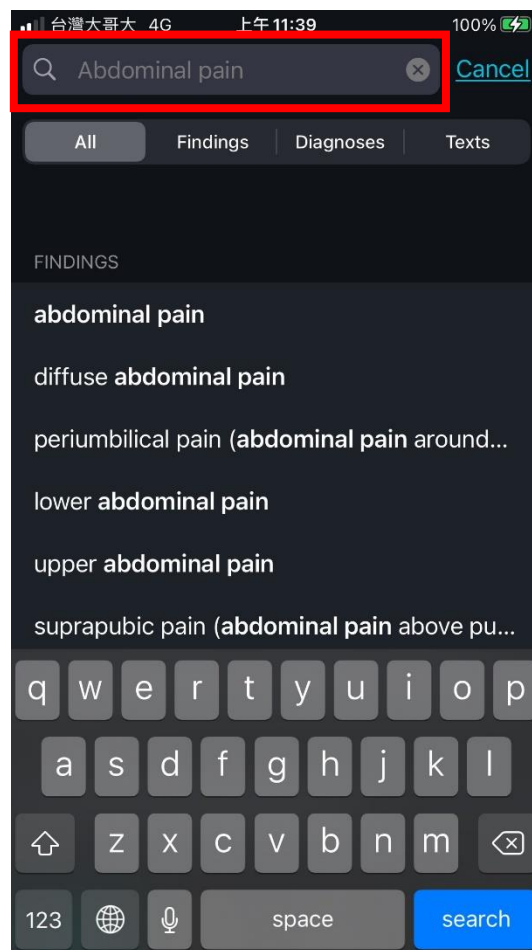 台灣大哥大 4G 上午11:39 100%
Abdominal pain Cancel
All Findings Diagnoses Texts
FINDINGS
abdominal pain
diffuse abdominal pain
periumbilical pain (abdominal pain around...
lower abdominal pain
upper abdominal pain
suprapubic pain (abdominal pain above pu...
q w e r t y u i o p
a s d f g h j k l
z x c v b n m
123 space search